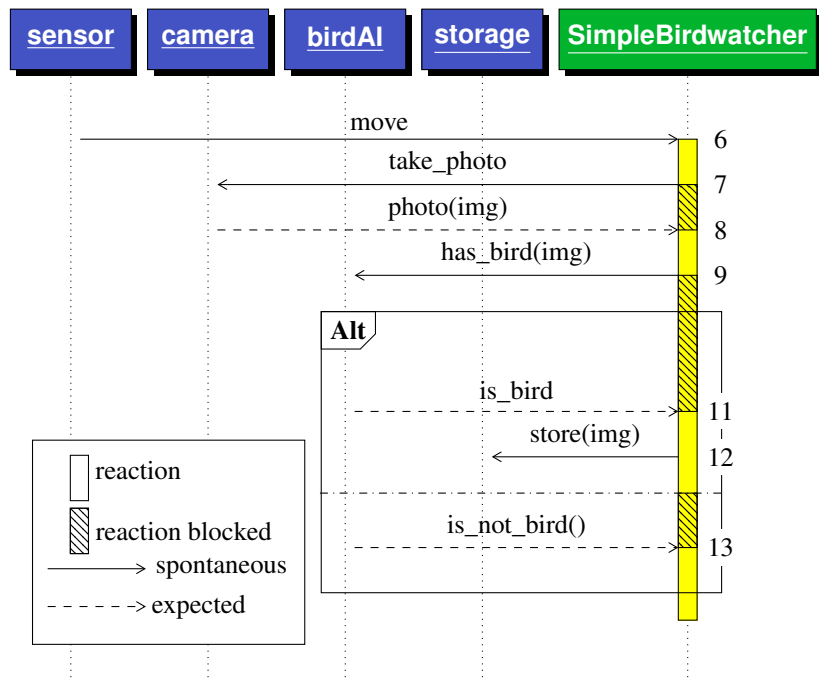 sensor camera birdAI storage SimpleBirdwatcher
move 6
take_photo 7
photo(img) 8
has_bird(img) 9
Alt
is_bird 11
store(img) 12
is_not_bird() 13
reaction
reaction blocked
spontaneous
expected